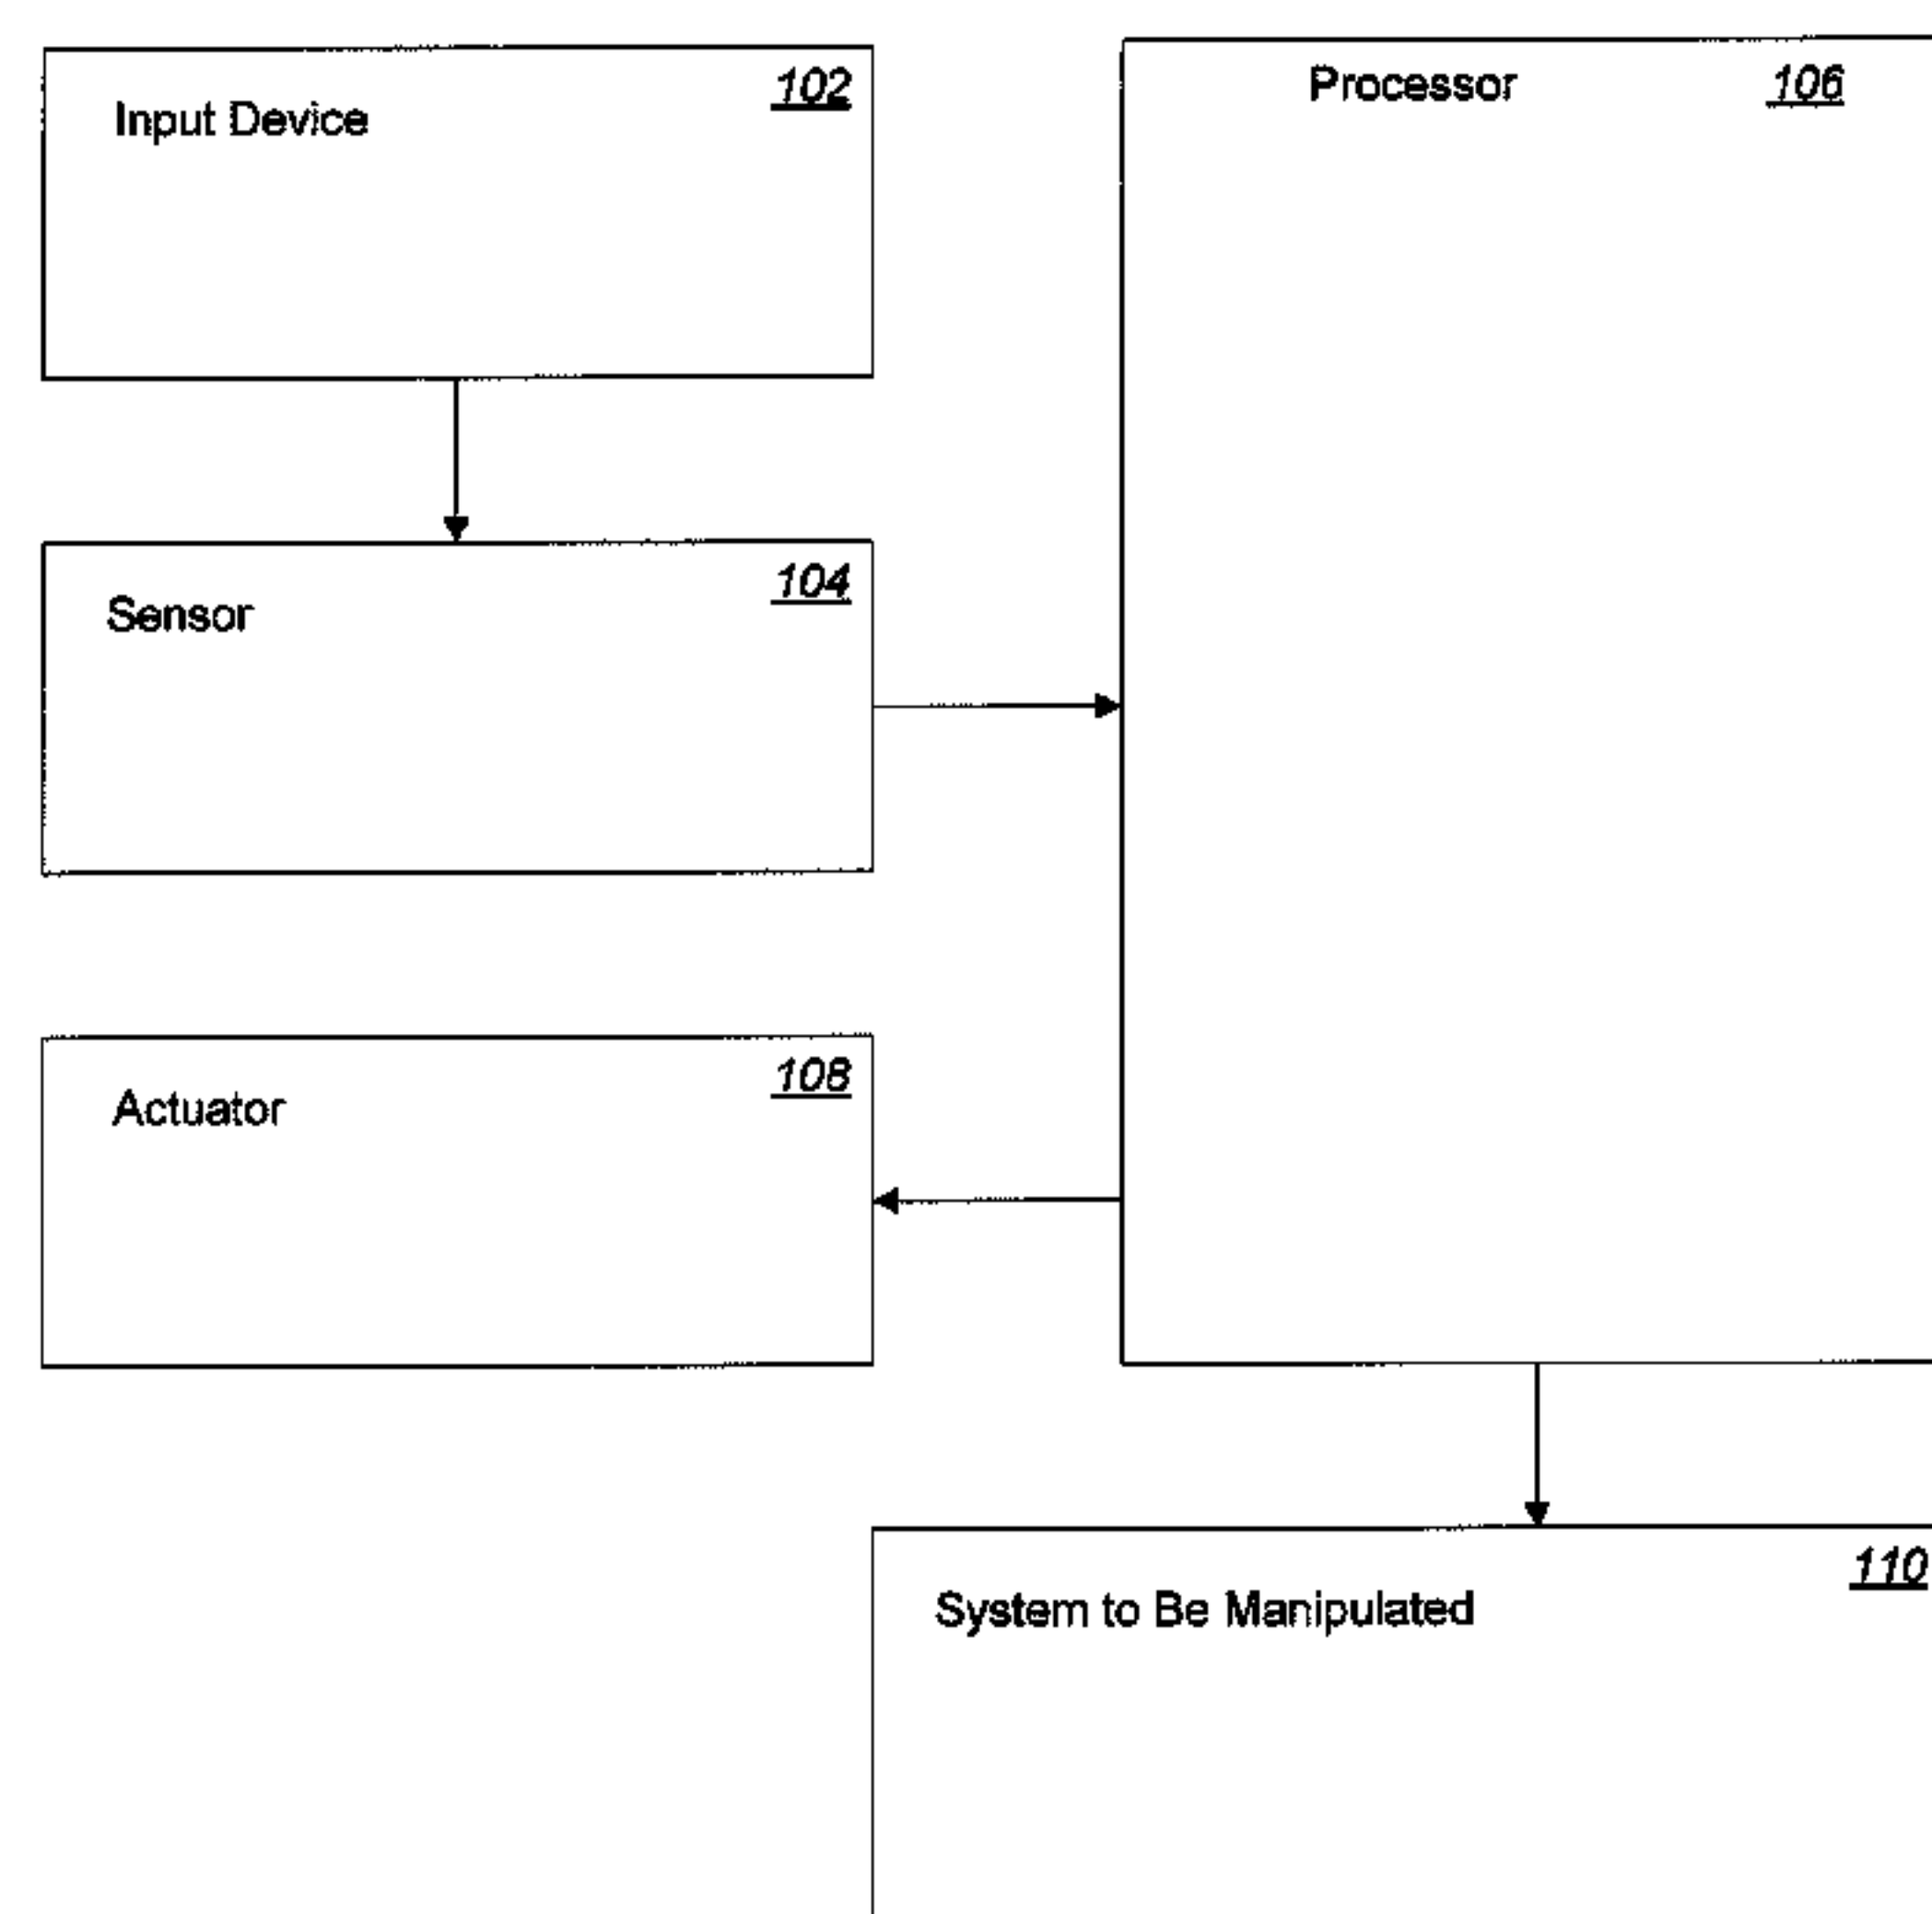 Input Device
102
Processor
106
Sensor
104
Actuator
108
System to Be Manipulated
110